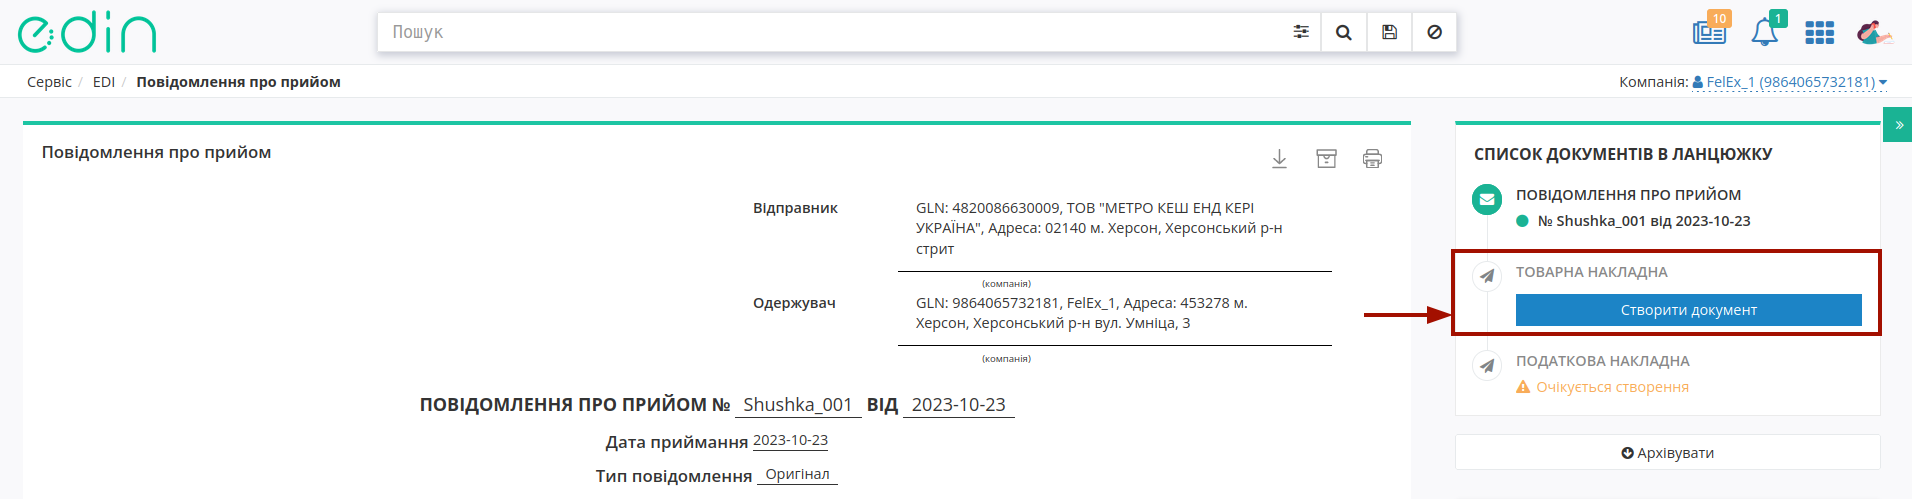 edin
Пошук
10
1
Сервіс / EDI / Повідомлення про прийом
Компанія: FelEx_1 (9864065732181)
Повідомлення про прийом
Відправник
GLN: 4820086630009, ТОВ "МЕТРО КЕШ ЕНД КЕРІ
УКРАЇНА", Адреса: 02140 м. Херсон, Херсонський р-н
стрит
(компанія)
Одержувач
GLN: 9864065732181, FelEx_1, Адреса: 453278 м.
Херсон, Херсонський р-н вул. Умніца, 3
(компанія)
ПОВІДОМЛЕННЯ ПРО ПРИЙОМ № Shushka_001 ВІД 2023-10-23
Дата приймання 2023-10-23
Тип повідомлення Оригінал
»
СПИСОК ДОКУМЕНТІВ В ЛАНЦЮЖКУ
ПОВІДОМЛЕННЯ ПРО ПРИЙОМ
№ Shushka_001 від 2023-10-23
ТОВАРНА НАКЛАДНА
Створити документ
ПОДАТКОВА НАКЛАДНА
Очікується створення
Архівувати